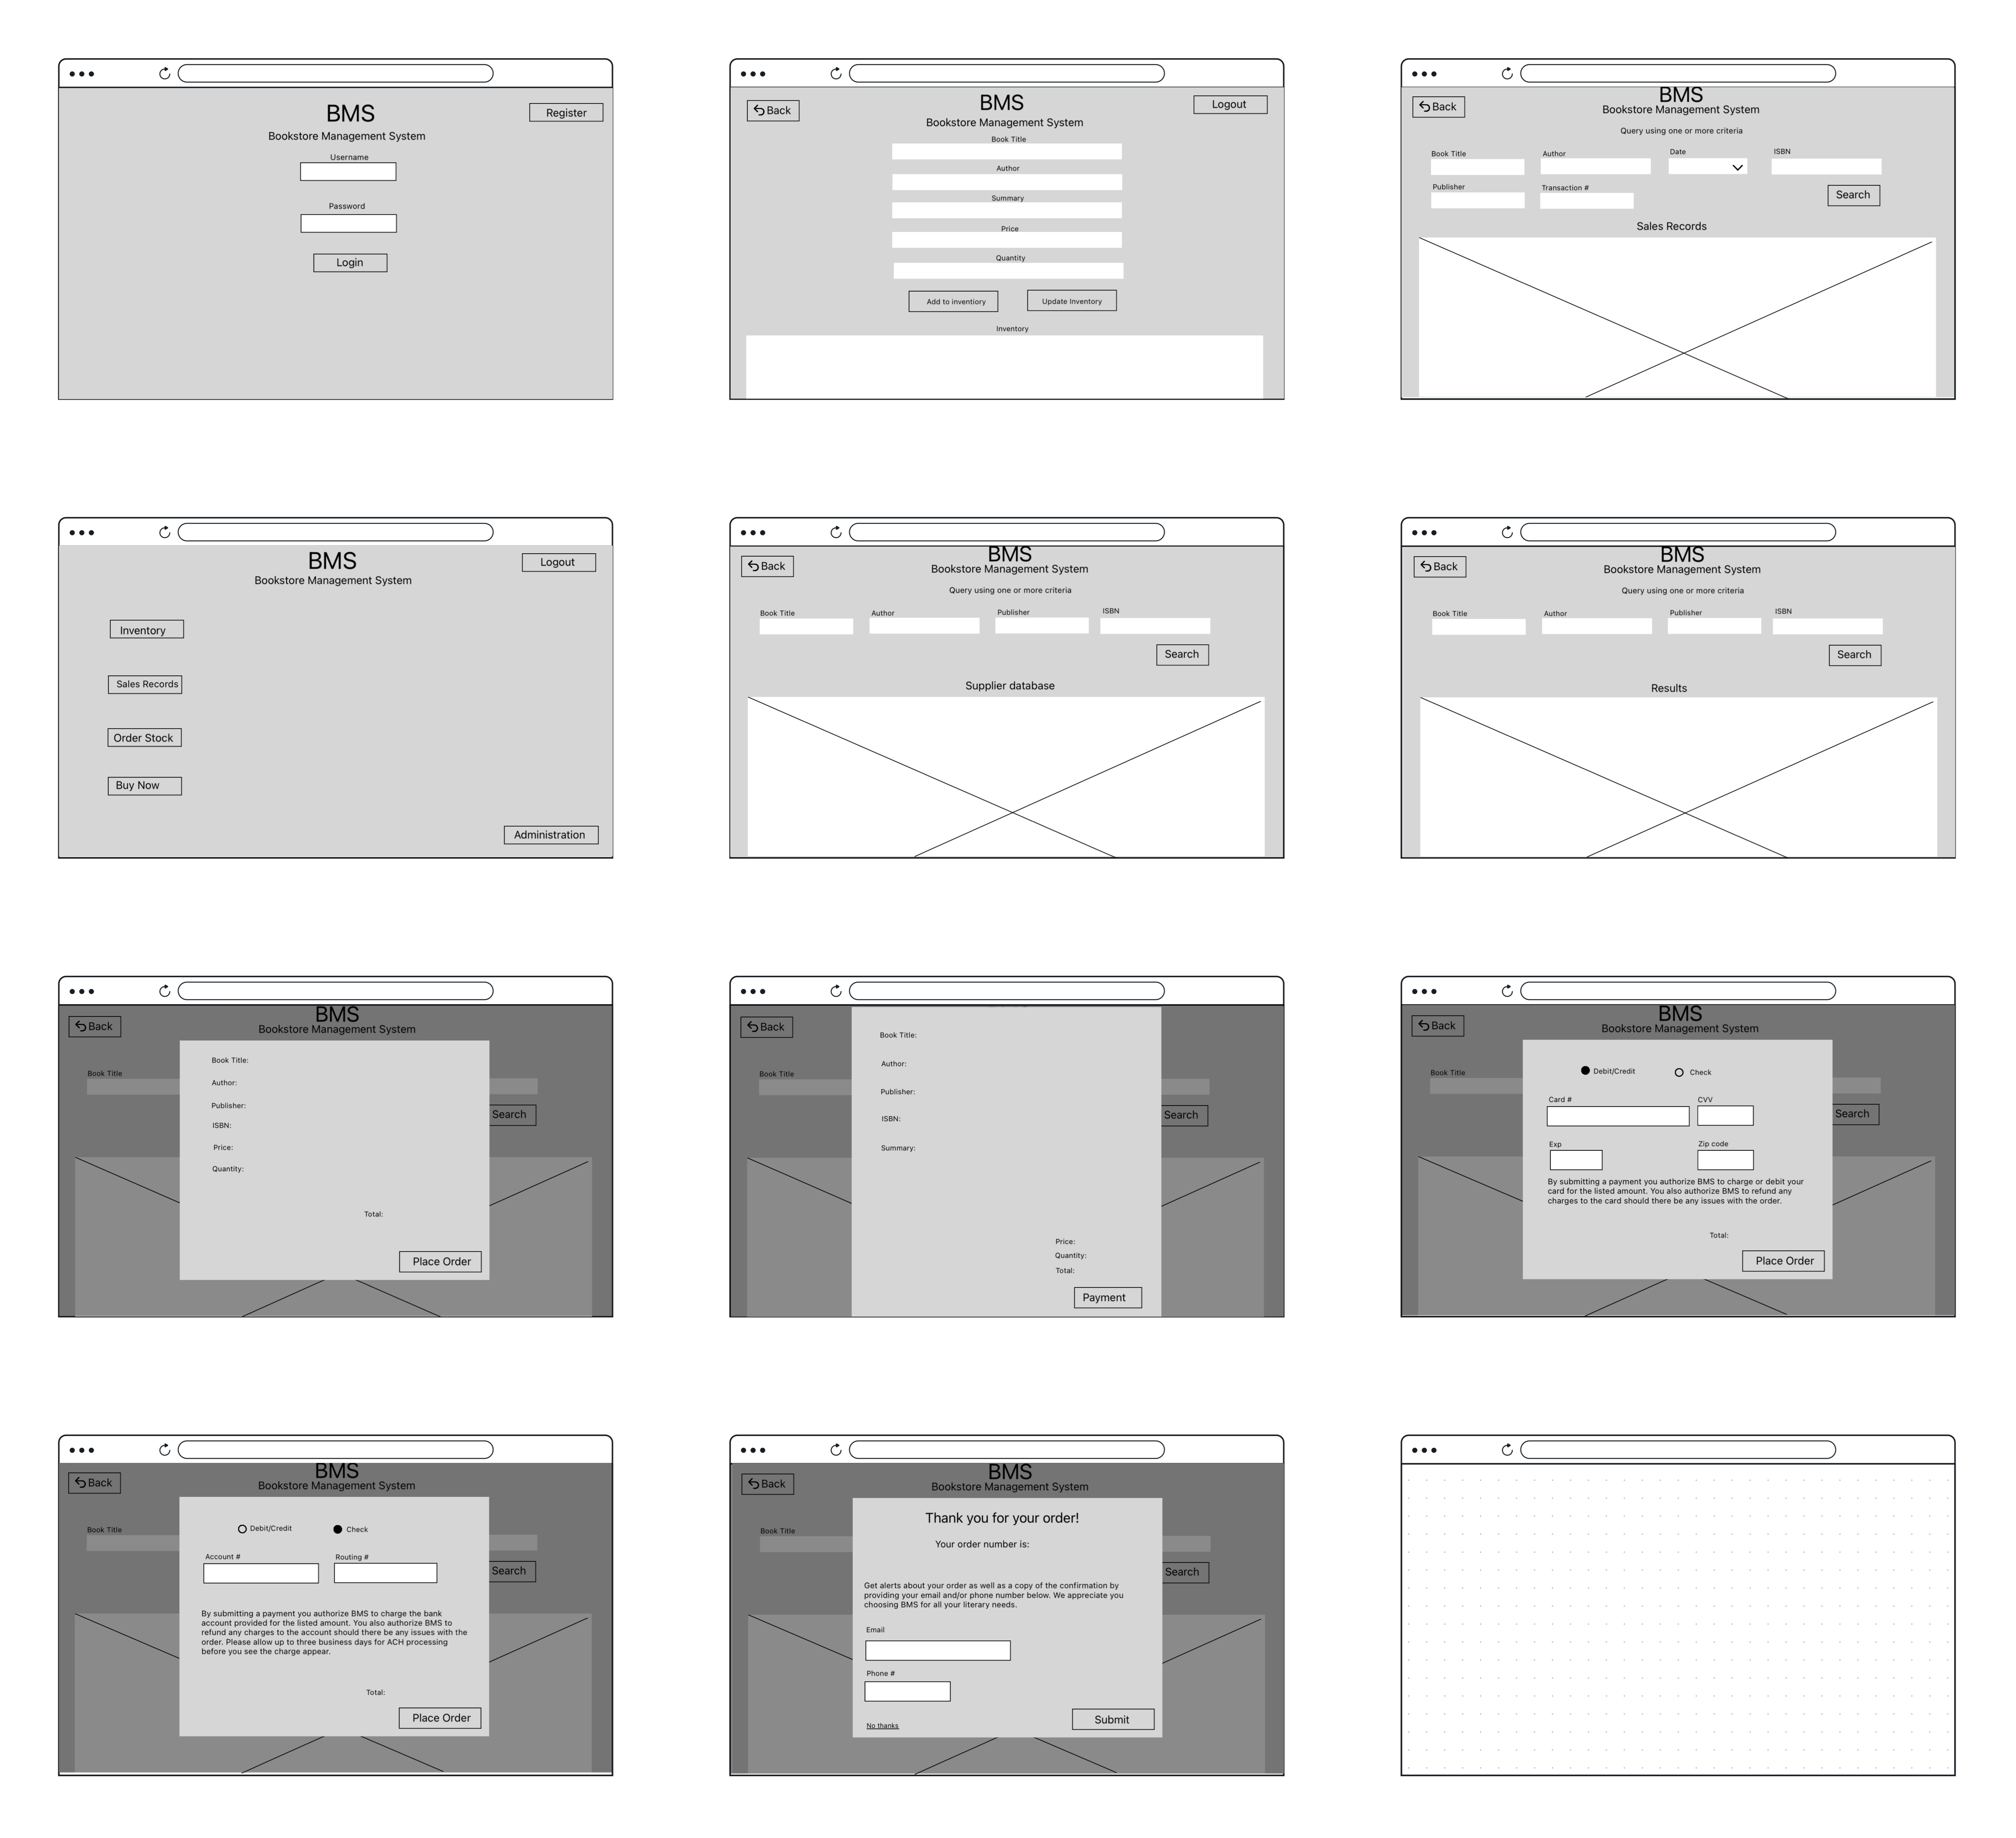 BMS
Register
Bookstore Management System
Username
Password
Login
Back
BMS
Logout
Bookstore Management System
Book Title
Author
Summary
Price
Quantity
Add to inventiory
Update Inventory
Inventory
BMS
Back
Bookstore Management System
Query using one or more criteria
Book Title
Author
Date
ISBN
Publisher
Transaction #
Search
Sales Records
BMS
Logout
Bookstore Management System
Inventory
Sales Records
Order Stock
Buy Now
Administration
BMS
Back
Bookstore Management System
Query using one or more criteria
Book Title
Author
Publisher
ISBN
Search
Supplier database
BMS
Back
Bookstore Management System
Query using one or more criteria
Book Title
Author
Publisher
ISBN
Search
Results
BMS
Back
Bookstore Management System
Book Title
Search
Book Title:
Author:
Publisher:
ISBN:
Price:
Quantity:
Total:
Place Order
Back
Book Title
Search
Book Title:
Author:
Publisher:
ISBN:
Summary:
Price:
Quantity:
Total:
Payment
BMS
Back
Bookstore Management System
Book Title
Search
Debit/Credit
Check
Card #
CVV
Exp
Zip code
By submitting a payment you authorize BMS to charge or debit your
card for the listed amount. You also authorize BMS to refund any
charges to the card should there be any issues with the order.
Total:
Place Order
BMS
Back
Bookstore Management System
Book Title
Search
Debit/Credit
Check
Account #
Routing #
By submitting a payment you authorize BMS to charge the bank
account provided for the listed amount. You also authorize BMS to
refund any charges to the account should there be any issues with the
order. Please allow up to three business days for ACH processing
before you see the charge appear.
Total:
Place Order
BMS
Back
Bookstore Management System
Book Title
Search
Thank you for your order!
Your order number is:
Get alerts about your order as well as a copy of the confirmation by
providing your email and/or phone number below. We appreciate you
choosing BMS for all your literary needs.
Email
Phone #
No thanks
Submit